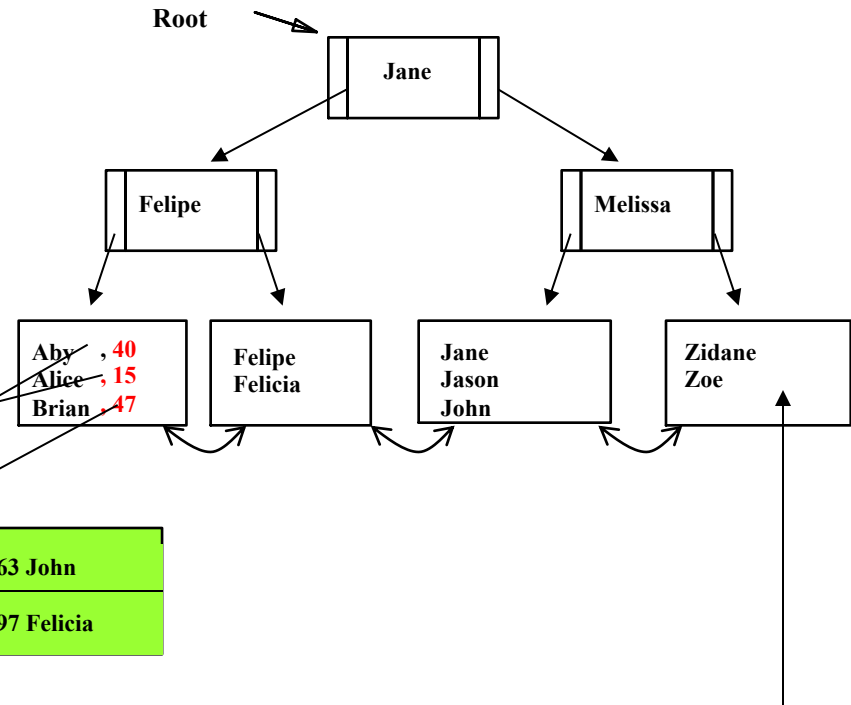 Root
Jane
Felipe
Melissa
Aby , 40
Alice , 15
Brian , 47
Felipe
Felicia
Jane
Jason
John
Zidane
Zoe
63 John
97 Felicia